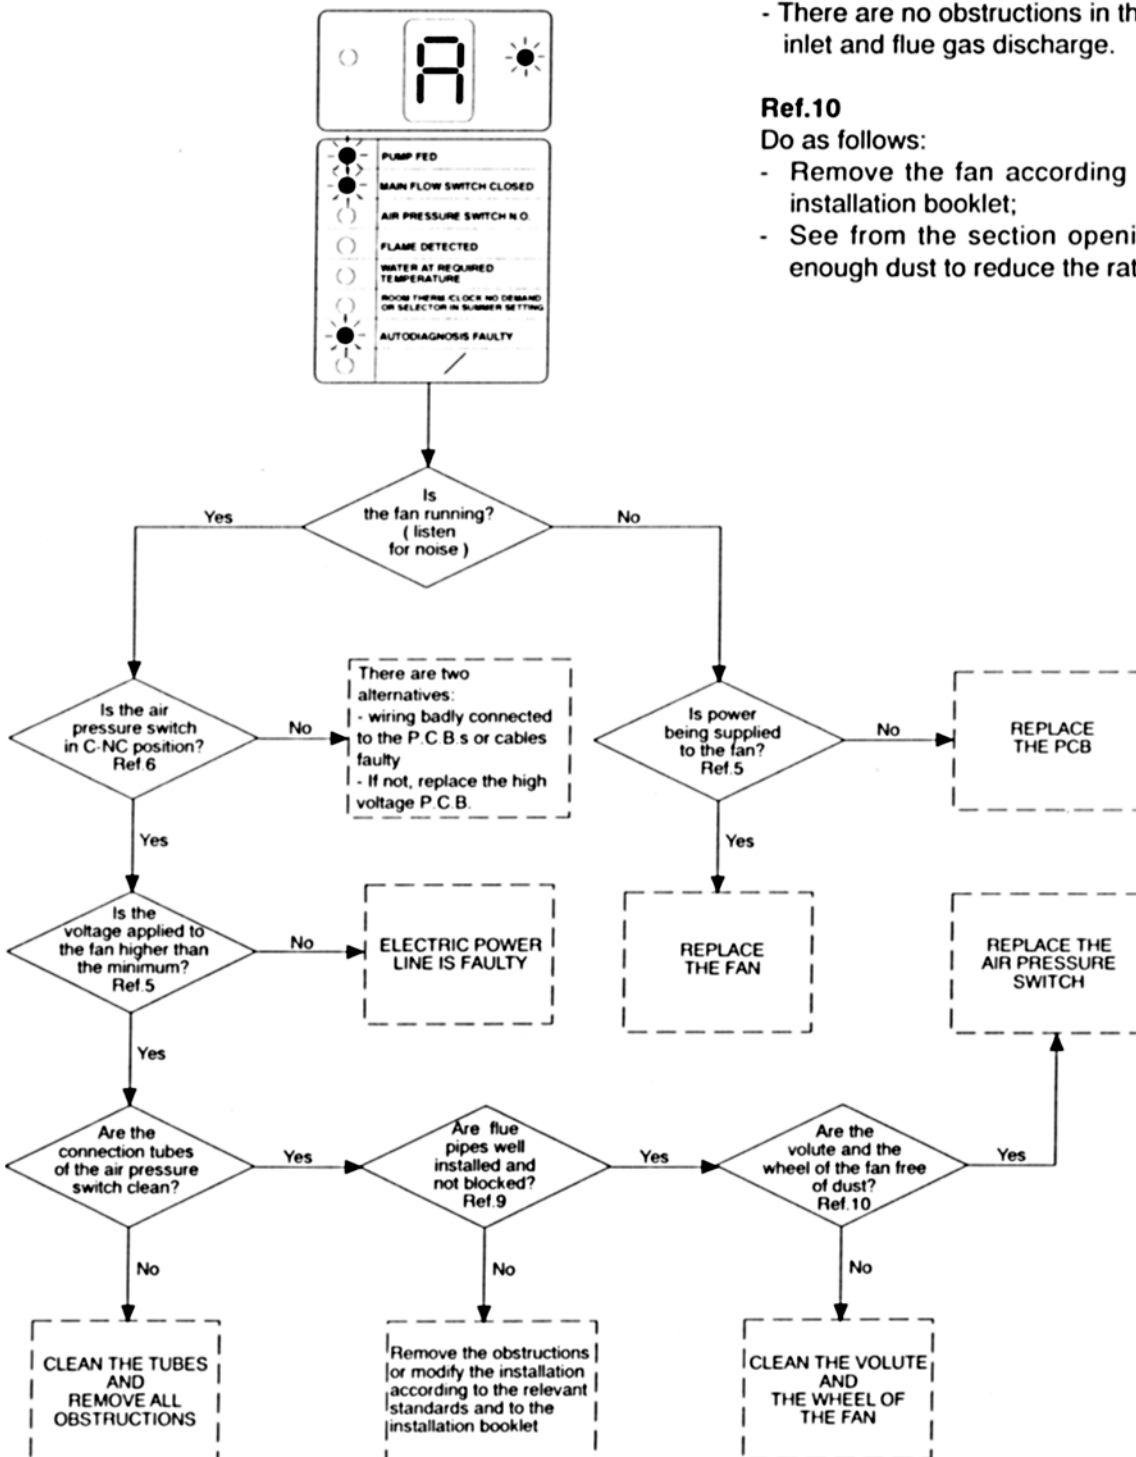 - There are no obstructions in th
inlet and flue gas discharge.
Ref.10
Do as follows:
- Remove the fan according
installation booklet;
- See from the section openi
enough dust to reduce the rat
A
PUMP FED
MAIN FLOW SWITCH CLOSED
AIR PRESSURE SWITCH N.O.
FLAME DETECTED
WATER AT REQUIRED
TEMPERATURE
ROOM THERM/CLOCK NO DEMAND
OR SELECTOR IN SUMMER SETTING
AUTODIAGNOSIS FAULTY
Is
the fan running?
( listen
for noise )
Yes
No
Is the air
pressure switch
in C-NC position?
Ref.6
No
There are two
alternatives:
- wiring badly connected
to the P.C.B.s or cables
faulty
- If not, replace the high
voltage P.C.B.
Is power
being supplied
to the fan?
Ref.5
No
REPLACE
THE PCB
Yes
Yes
Is the
voltage applied to
the fan higher than
the minimum?
Ref.5
No
ELECTRIC POWER
LINE IS FAULTY
REPLACE
THE FAN
REPLACE THE
AIR PRESSURE
SWITCH
Yes
Are the
connection tubes
of the air pressure
switch clean?
Yes
Are flue
pipes well
installed and
not blocked?
Ref.9
Yes
Are the
volute and the
wheel of the fan free
of dust?
Ref.10
Yes
No
No
No
CLEAN THE TUBES
AND
REMOVE ALL
OBSTRUCTIONS
Remove the obstructions
or modify the installation
according to the relevant
standards and to the
installation booklet
CLEAN THE VOLUTE
AND
THE WHEEL OF
THE FAN